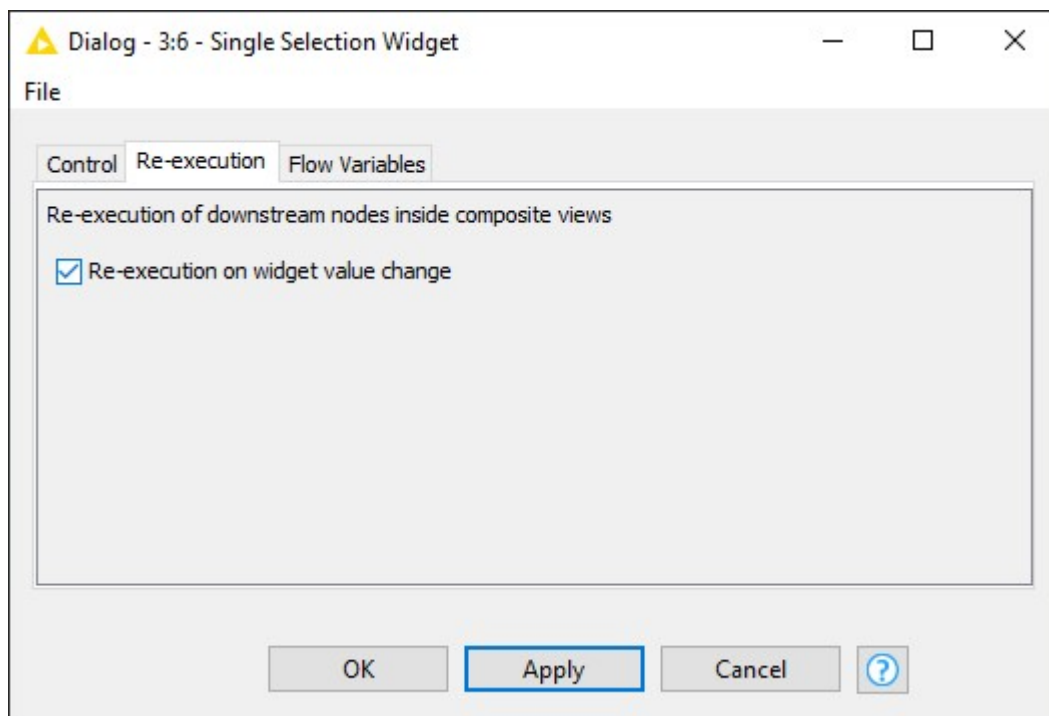 Dialog - 3:6 - Single Selection Widget
File
Control Re-execution Flow Variables
Re-execution of downstream nodes inside composite views
Re-execution on widget value change
OK Apply Cancel ?